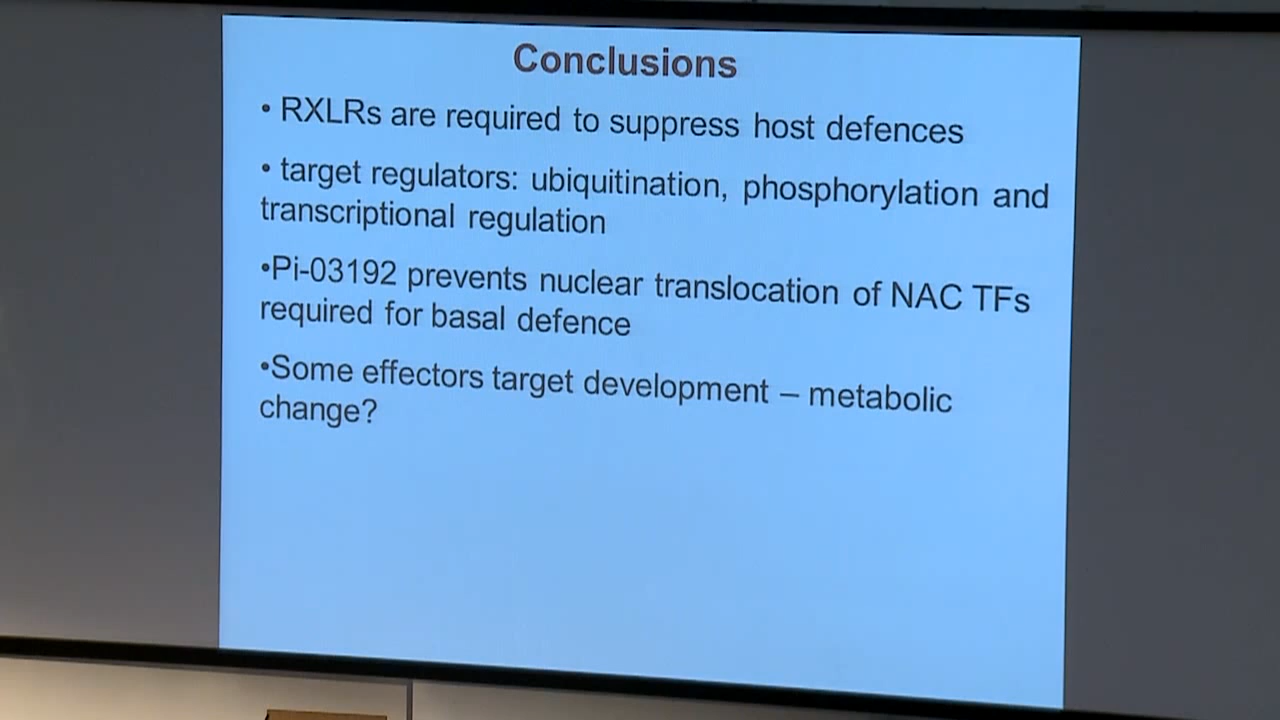 Conclusions
• RXLRs are required to suppress host defences
• target regulators: ubiquitination, phosphorylation and
transcriptional regulation
•Pi-03192 prevents nuclear translocation of NAC TFs
required for basal defence
•Some effectors target development – metabolic
change?